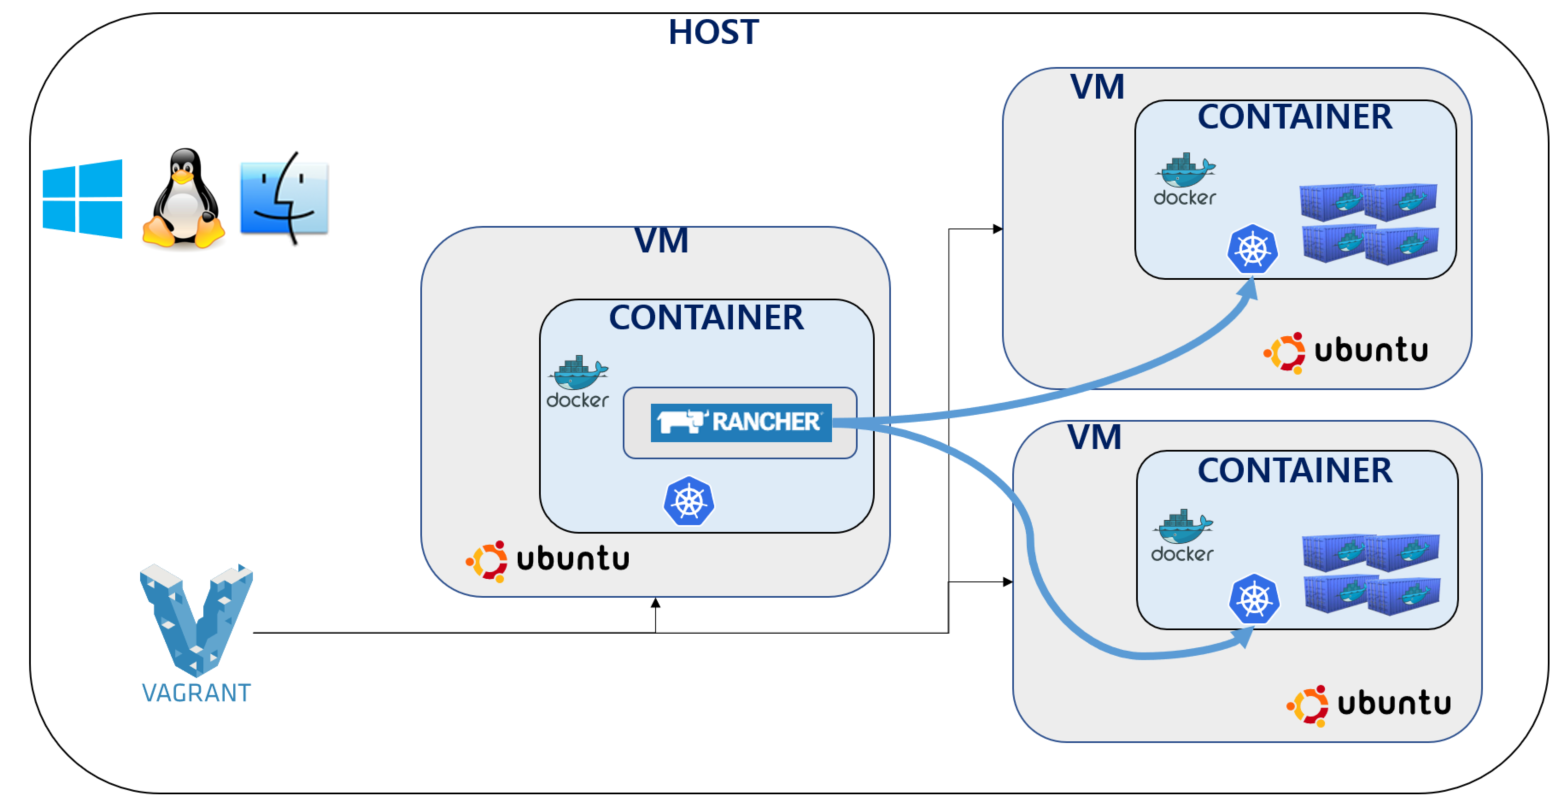 HOST
VM
CONTAINER
docker
ubuntu
VM
CONTAINER
docker
RANCHER
ubuntu
VM
CONTAINER
docker
ubuntu
VAGRANT